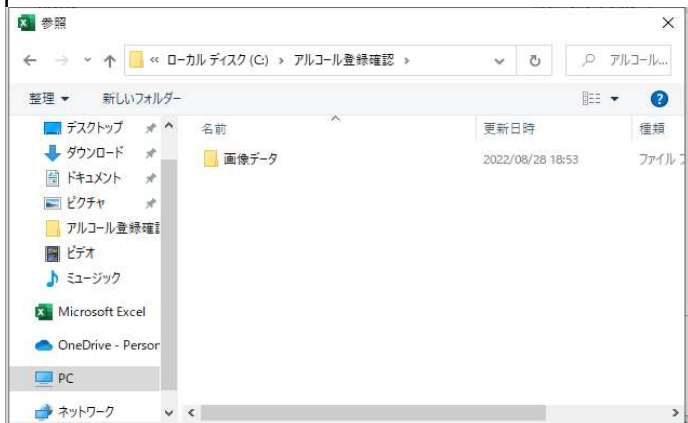 参照
« ローカル ディスク (C:) › アルコール登録確認 ›
アルコール...
整理 新しいフォルダー
名前 更新日時 種類
画像データ 2022/08/28 18:53 ファイル フ
デスクトップ
ダウンロード
ドキュメント
ピクチャ
アルコール登録確認
ビデオ
ミュージック
Microsoft Excel
OneDrive - Person
PC
ネットワーク